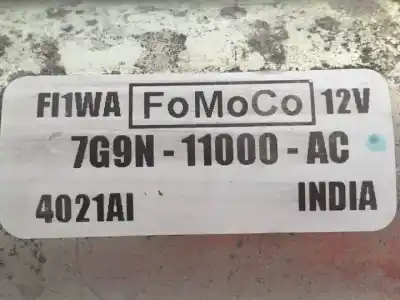 FI1WA FoMoCo 12V
7G9N - 11000 - AC
4021AI INDIA